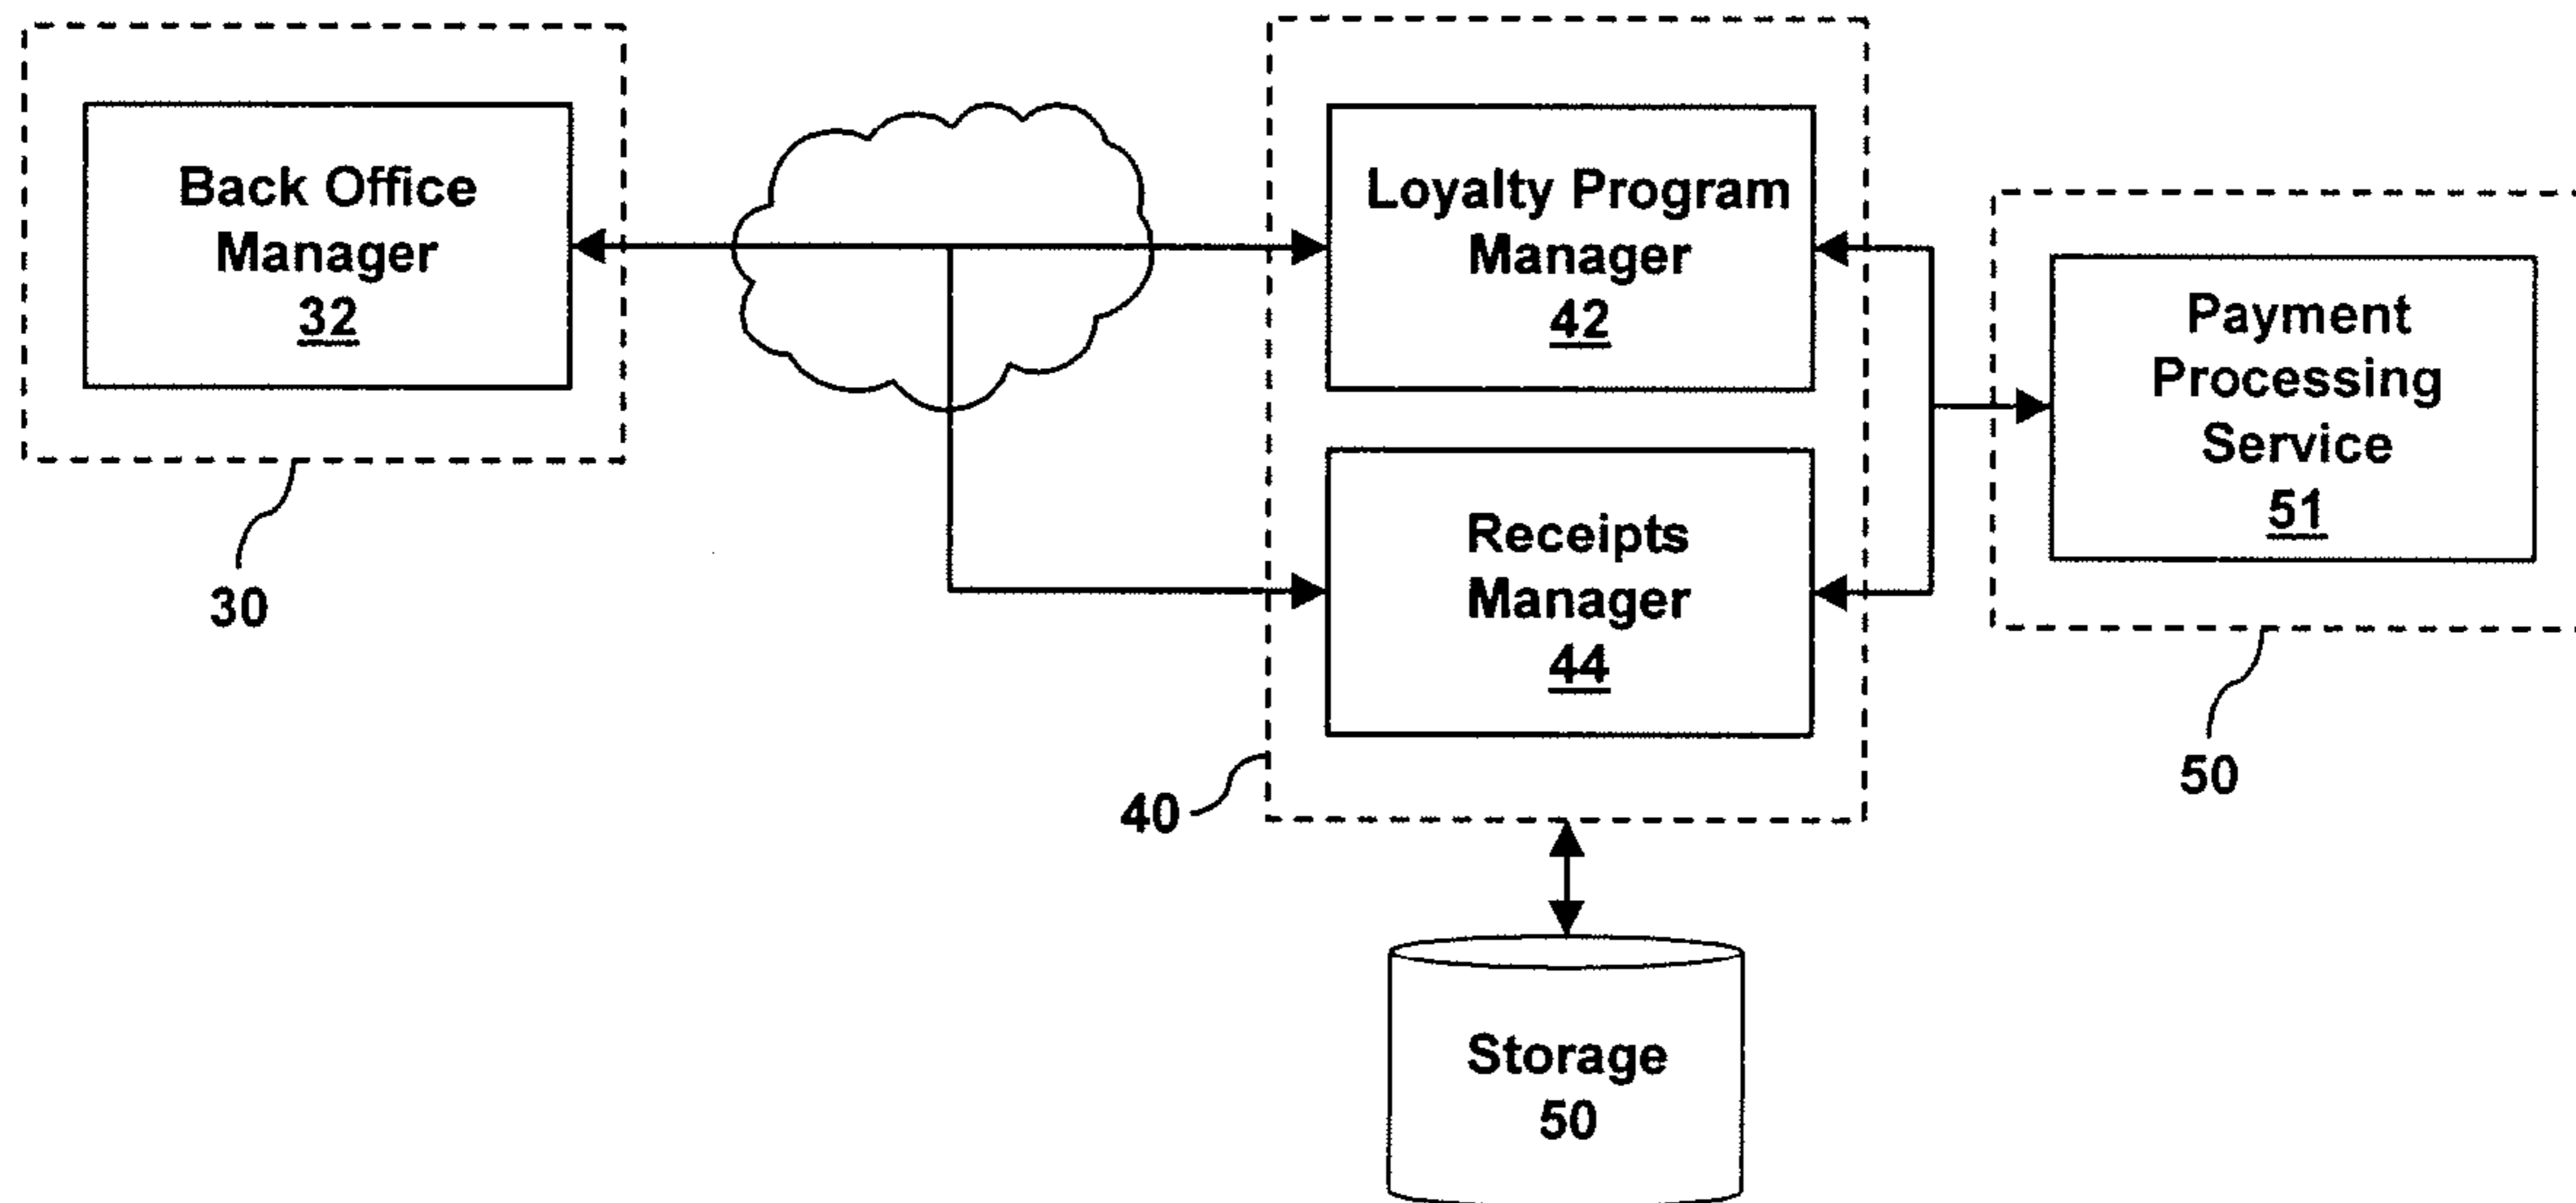 Back Office
Manager
32
30
Loyalty Program
Manager
42
Receipts
Manager
44
40
Payment
Processing
Service
51
50
Storage
50